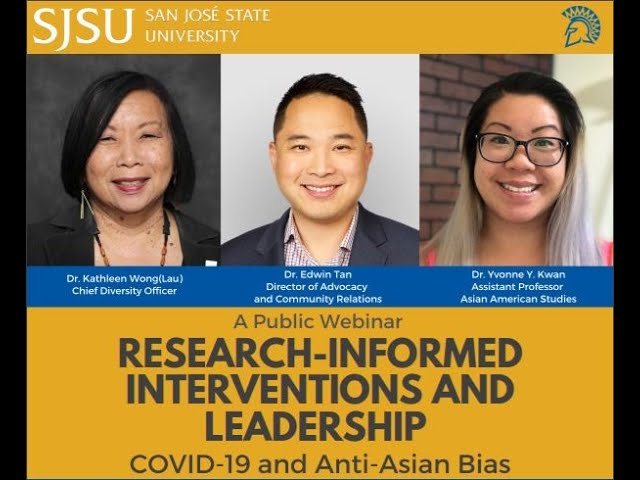 SJSU SAN JOSÉ STATE
UNIVERSITY
Dr. Kathleen Wong(Lau)
Chief Diversity Officer
Dr. Edwin Tan
Director of Advocacy
and Community Relations
Dr. Yvonne Y. Kwan
Assistant Professor
Asian American Studies
A Public Webinar
RESEARCH-INFORMED
INTERVENTIONS AND
LEADERSHIP
COVID-19 and Anti-Asian Bias